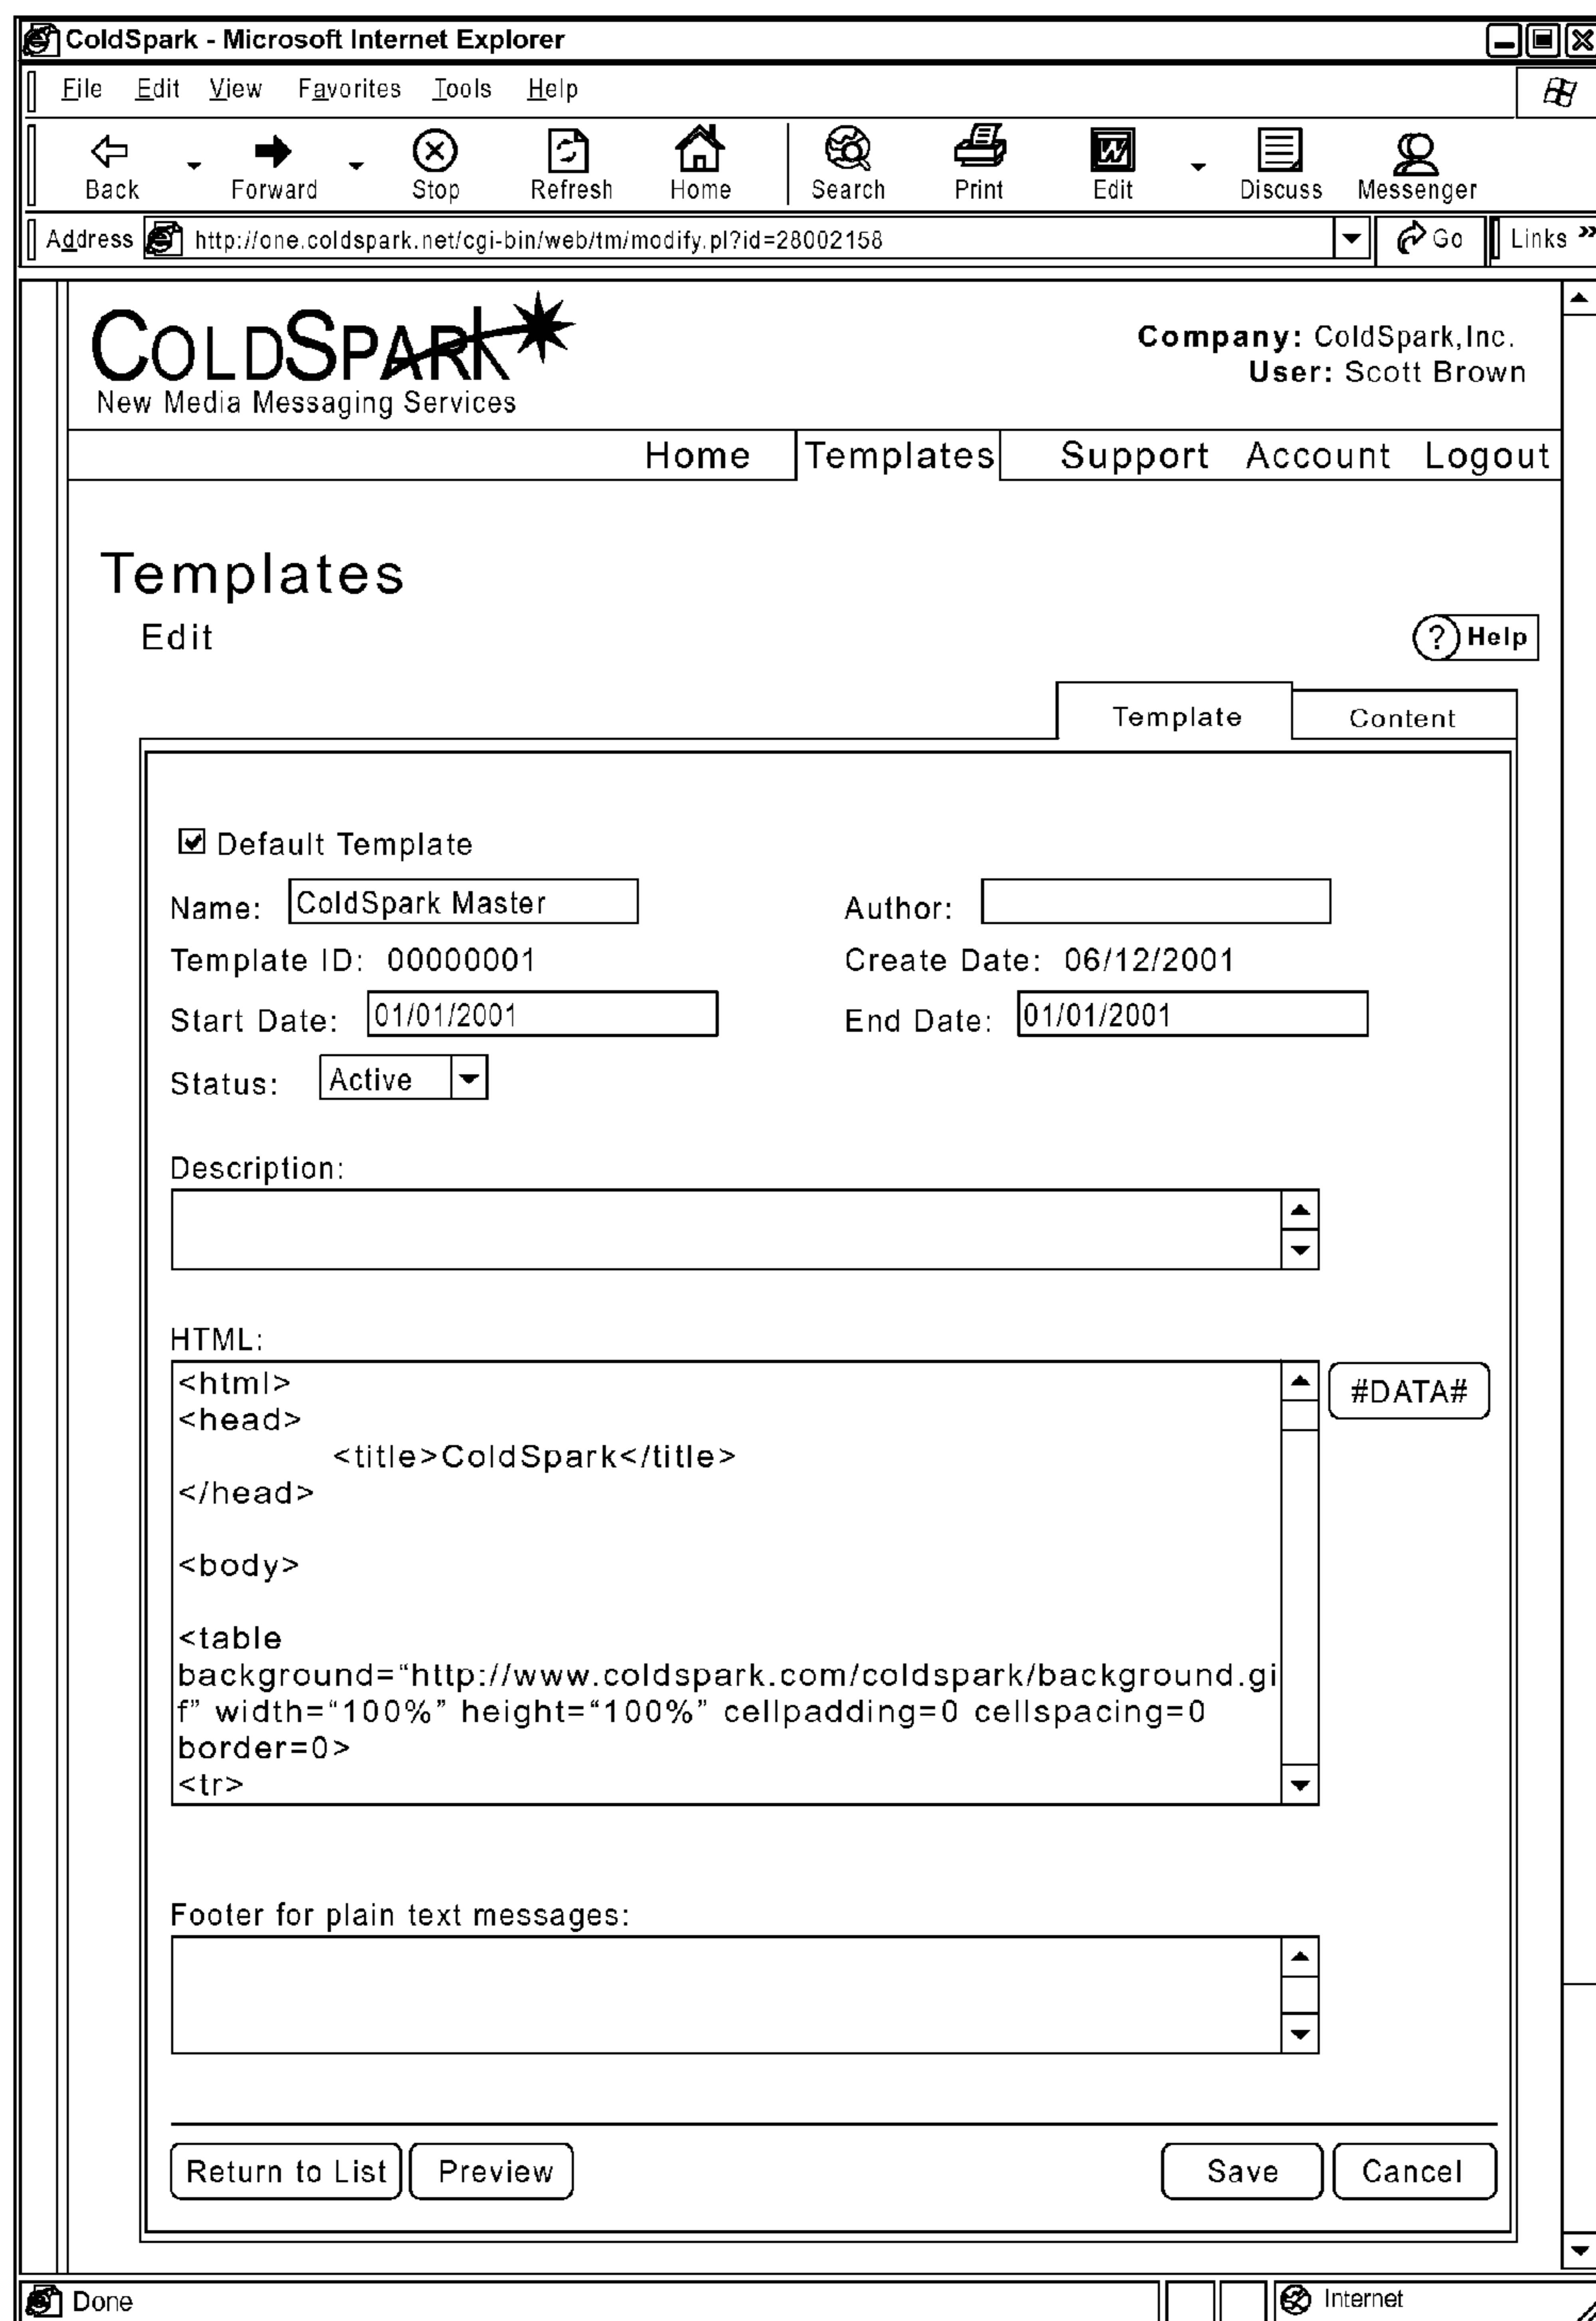 ColdSpark - Microsoft Internet Explorer
File Edit View Favorites Tools Help
Back Forward Stop Refresh Home Search Print Edit Discuss Messenger
Address http://one.coldspark.net/cgi-bin/web/tm/modify.pl?id=28002158 Go Links »
COLDSPARK
New Media Messaging Services
Company: ColdSpark,Inc.
User: Scott Brown
Home Templates Support Account Logout
Templates
Edit
? Help
Template Content
Default Template
Name: ColdSpark Master Author:
Template ID: 00000001 Create Date: 06/12/2001
Start Date: 01/01/2001 End Date: 01/01/2001
Status: Active
Description:
HTML:
<html>
#DATA#
<head>
<title>ColdSpark</title>
</head>
<body>
<table
background=“http://www.coldspark.com/coldspark/background.gi
f” width=“100%” height=“100%” cellpadding=0 cellspacing=0
border=0>
<tr>
Footer for plain text messages:
Return to List Preview Save Cancel
Done Internet